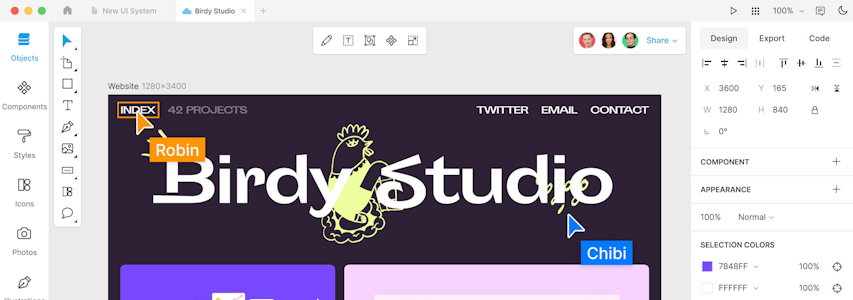 New UI System
Birdy Studio
100%
Objects
Components
Styles
Icons
Photos
Share
Website 1280×3400
INDEX 42 PROJECTS
TWITTER EMAIL CONTACT
Robin
Birdy Studio
Chibi
Design Export Code
X 3600 Y 165
W 1280 H 840
0°
COMPONENT
APPEARANCE
100% Normal
SELECTION COLORS
7848FF 100%
FFFFFF 100%